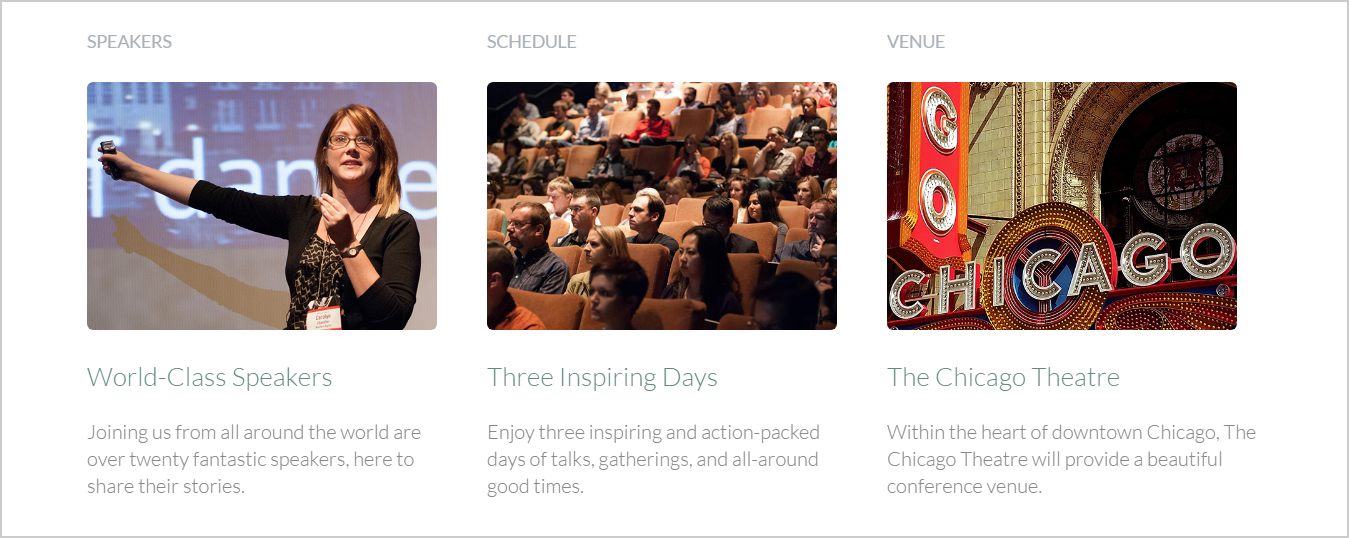 SPEAKERS
SCHEDULE
VENUE
f dance
Carolyn
GO
CHICAGO
World-Class Speakers
Joining us from all around the world are
over twenty fantastic speakers, here to
share their stories.
Three Inspiring Days
Enjoy three inspiring and action-packed
days of talks, gatherings, and all-around
good times.
The Chicago Theatre
Within the heart of downtown Chicago, The
Chicago Theatre will provide a beautiful
conference venue.